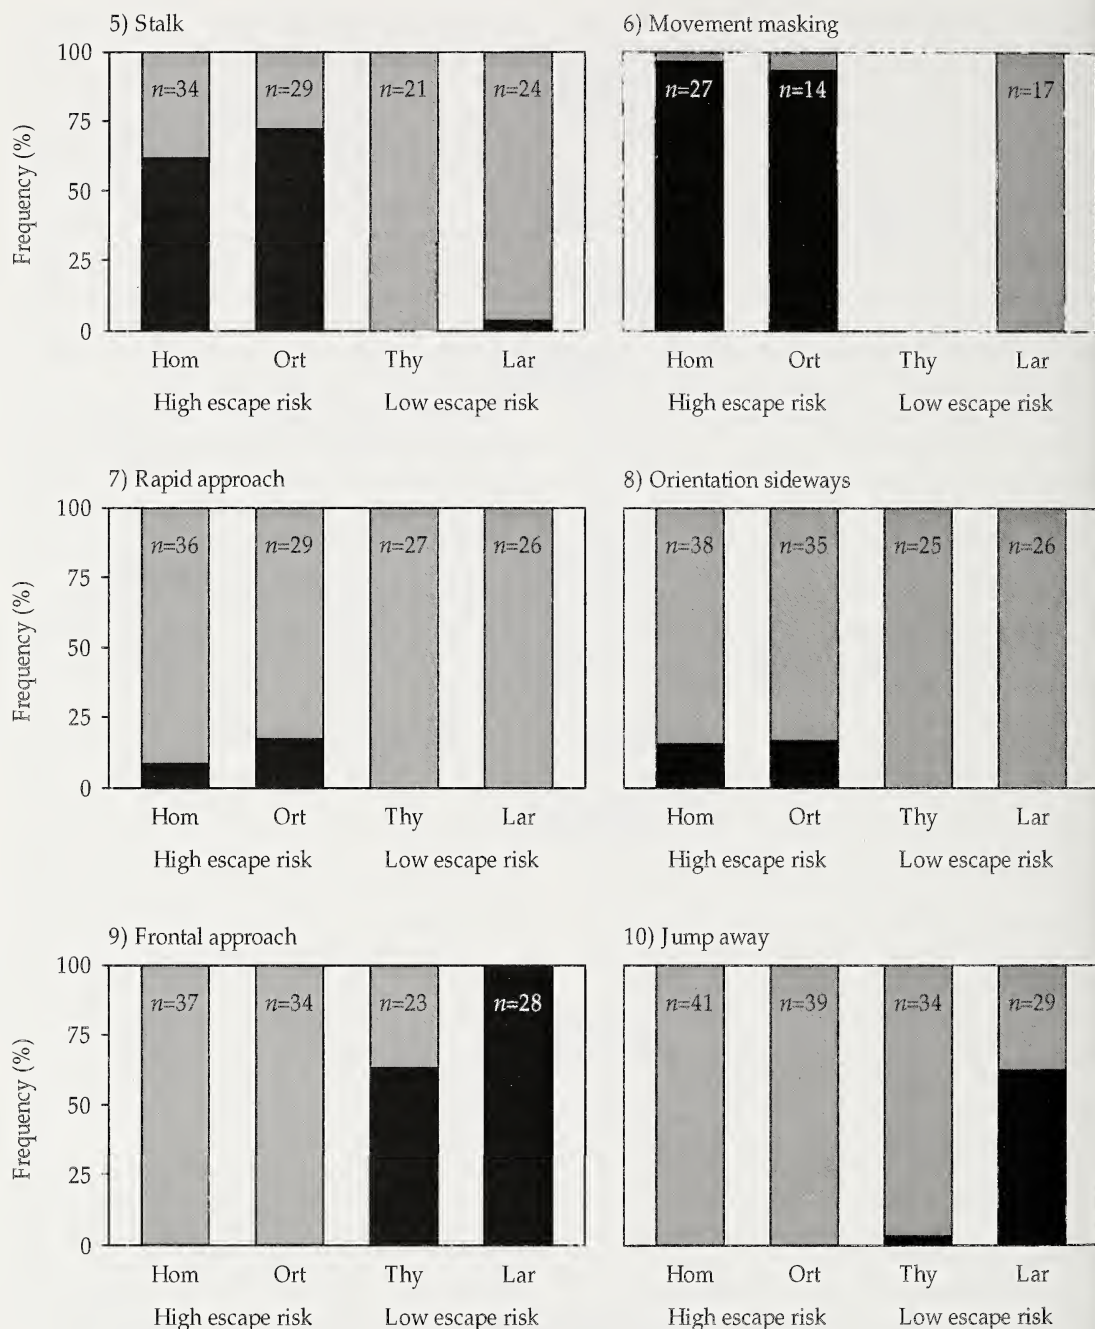 5) Stalk
Frequency (%)
100
75
50
25
0
n=34 n=29 n=21 n=24
Hom Ort Thy Lar
High escape risk Low escape risk
6) Movement masking
n=27 n=14 n=17
Hom Ort Thy Lar
High escape risk Low escape risk
7) Rapid approach
Frequency (%)
100
75
50
25
0
n=36 n=29 n=27 n=26
Hom Ort Thy Lar
High escape risk Low escape risk
8) Orientation sideways
n=38 n=35 n=25 n=26
Hom Ort Thy Lar
High escape risk Low escape risk
9) Frontal approach
Frequency (%)
100
75
50
25
0
n=37 n=34 n=23 n=28
Hom Ort Thy Lar
High escape risk Low escape risk
10) Jump away
n=41 n=39 n=34 n=29
Hom Ort Thy Lar
High escape risk Low escape risk